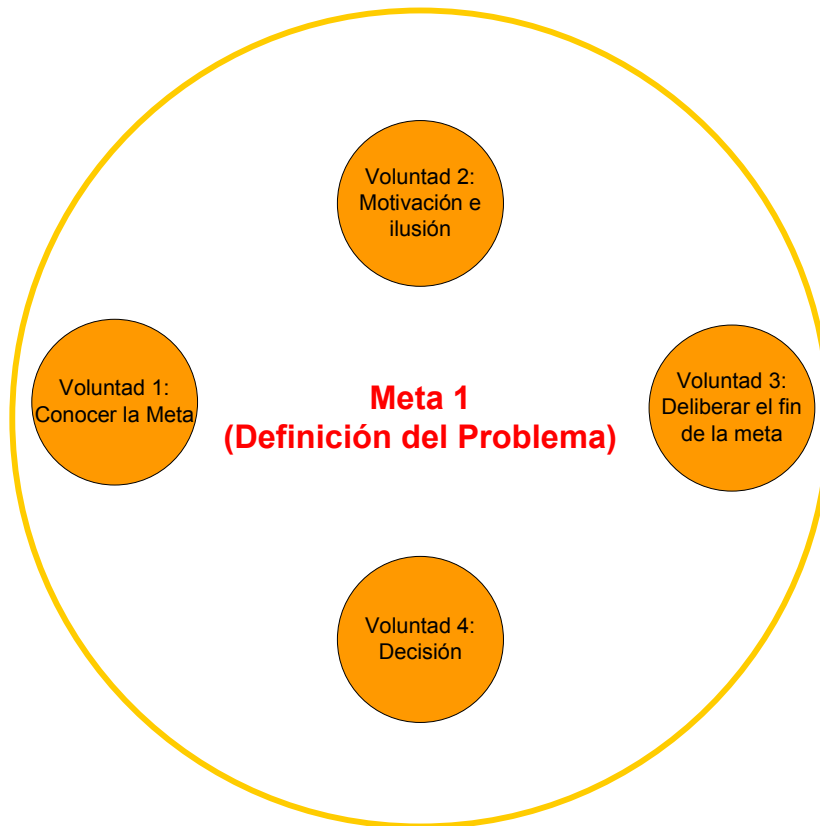 Voluntad 2:
Motivación e
ilusión
Voluntad 1:
Conocer la Meta
Meta 1
(Definición del Problema)
Voluntad 3:
Deliberar el fin
de la meta
Voluntad 4:
Decisión